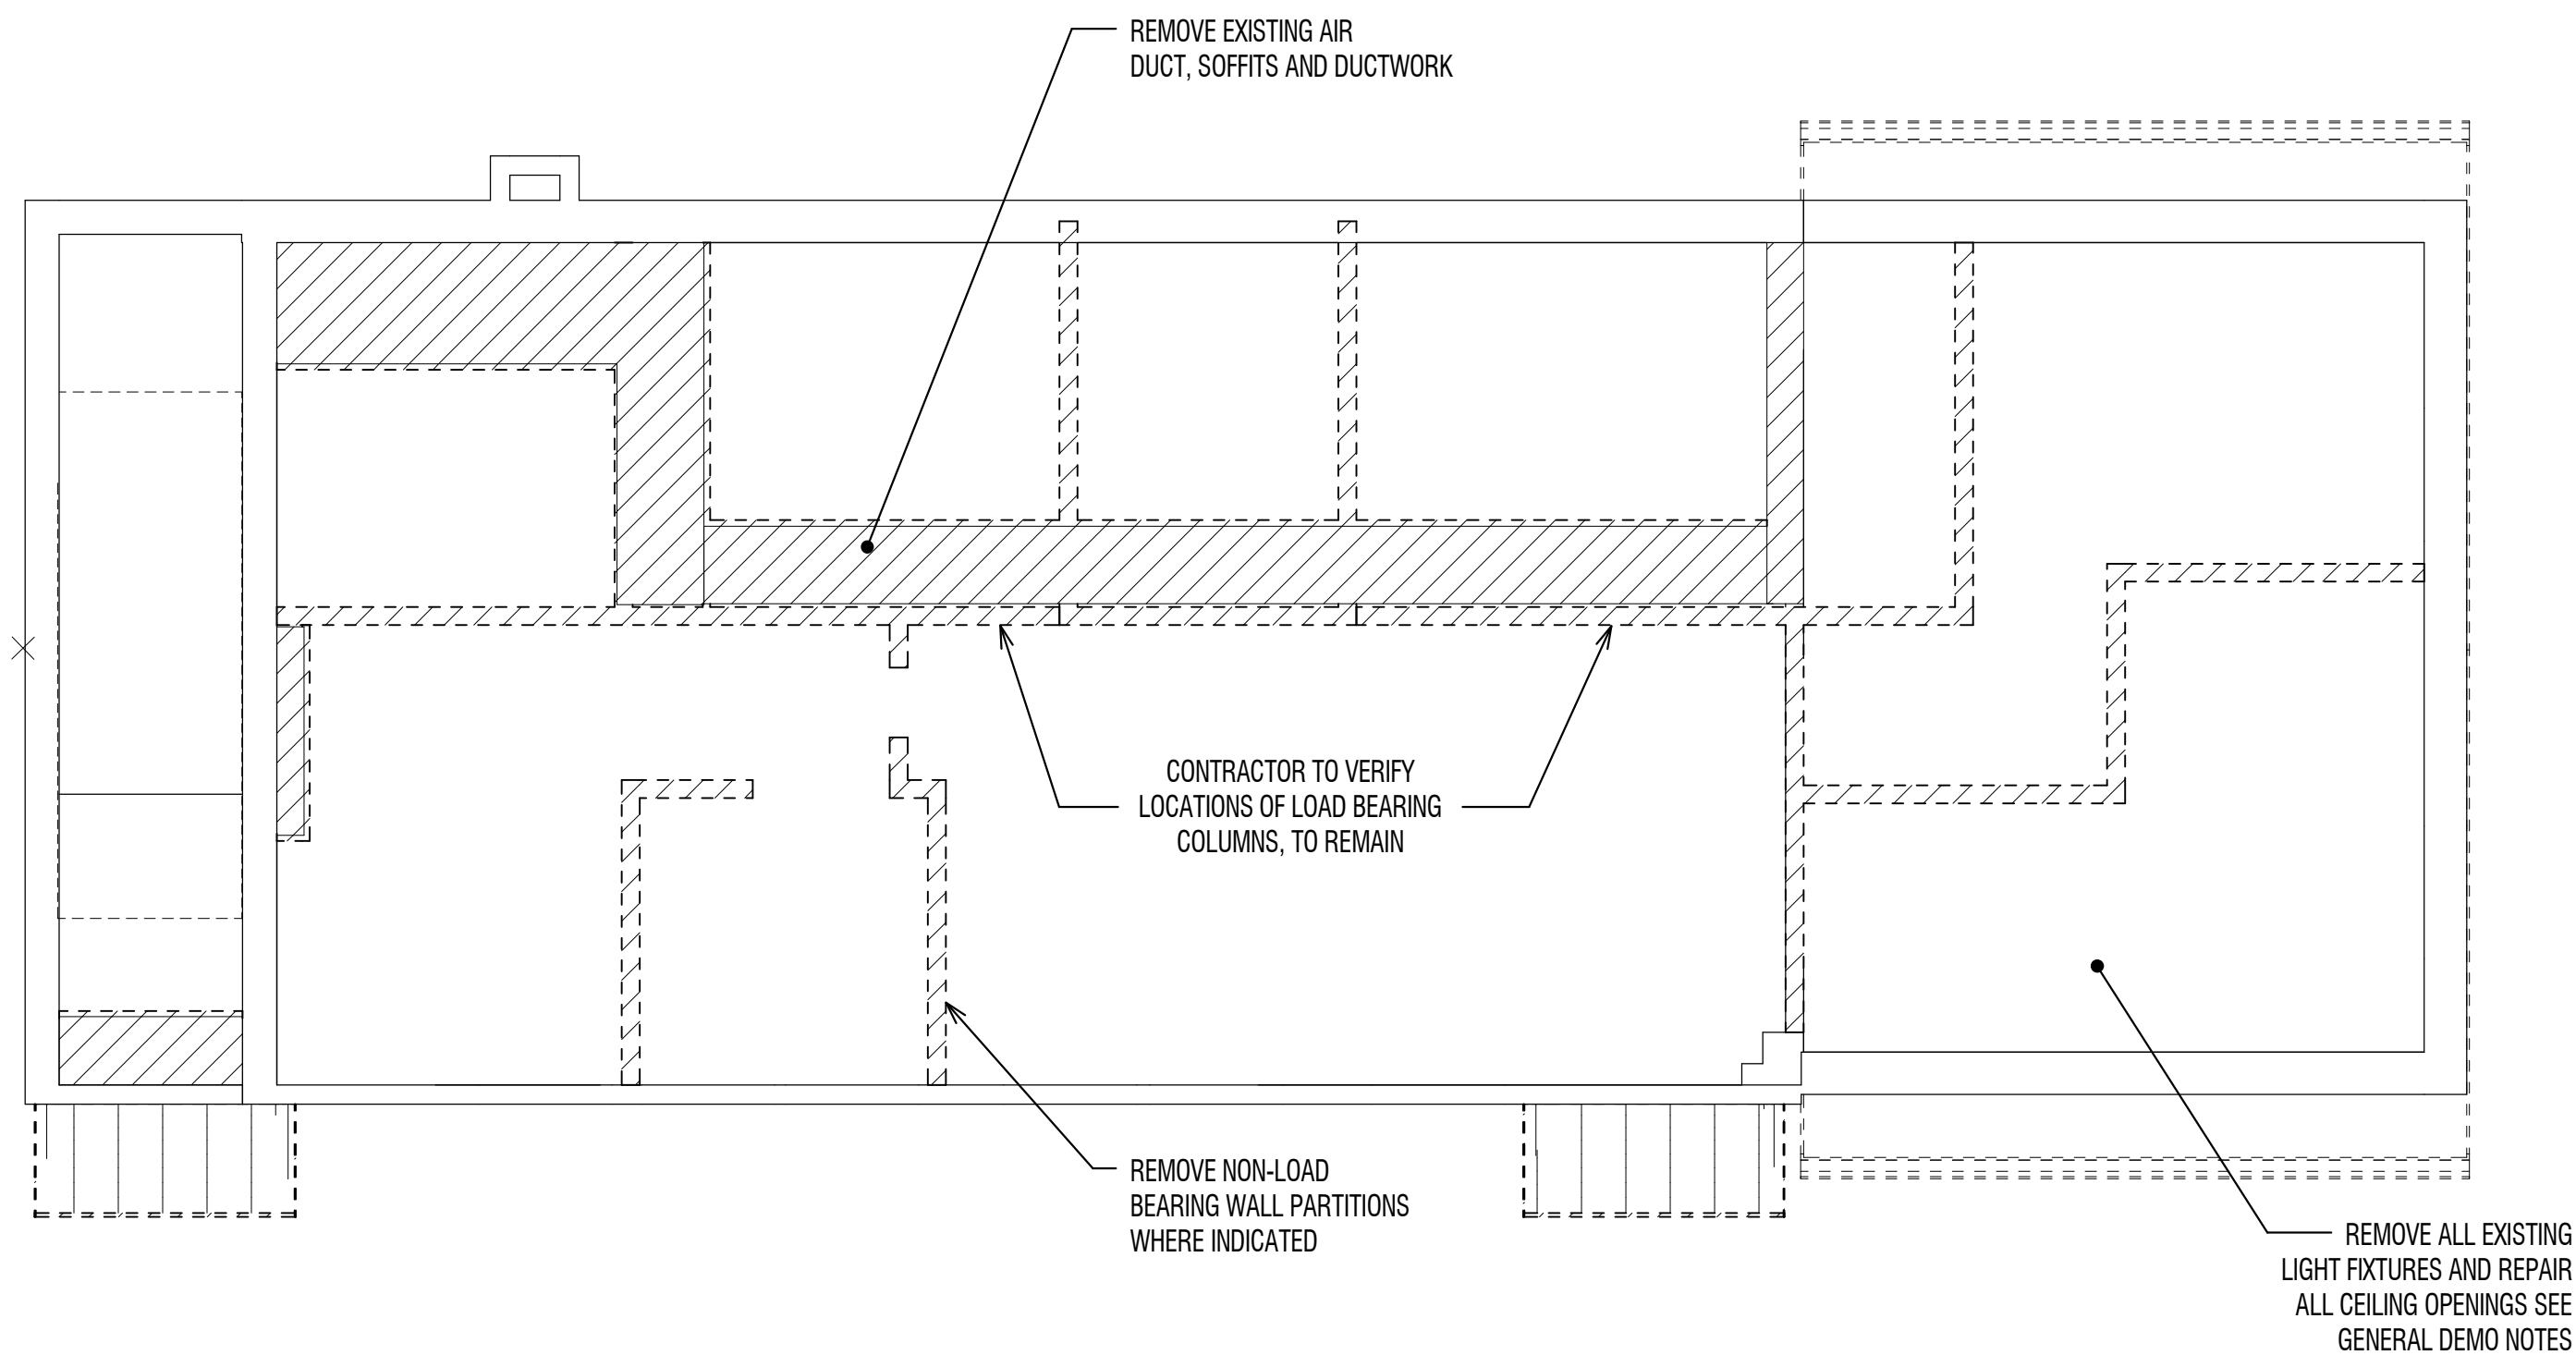 REMOVE EXISTING AIR
DUCT, SOFFITS AND DUCTWORK
CONTRACTOR TO VERIFY
LOCATIONS OF LOAD BEARING
COLUMNS, TO REMAIN
REMOVE NON-LOAD
BEARING WALL PARTITIONS
WHERE INDICATED
REMOVE ALL EXISTING
LIGHT FIXTURES AND REPAIR
ALL CEILING OPENINGS SEE
GENERAL DEMO NOTES